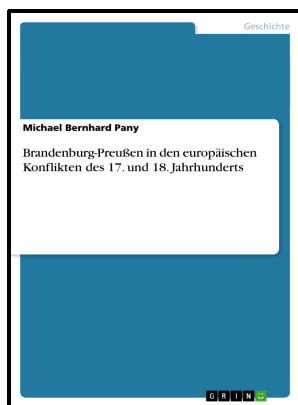 Geschichte
Michael Bernhard Pany
Brandenburg-Preußen in den europäischen
Konflikten des 17. und 18. Jahrhunderts
GRIN